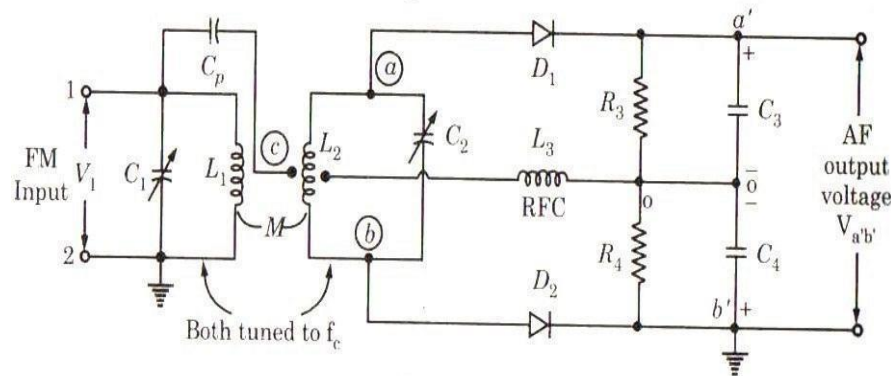 a'
+
C_p
a
D_1
1
R_3
C_3
FM
Input
V_1
C_1
L_1
c
L_2
C_2
L_3
RFC
–
o
o
–
AF
output
voltage
V_a'b'
M
2
b
R_4
C_4
D_2
b'
+
Both tuned to f_c